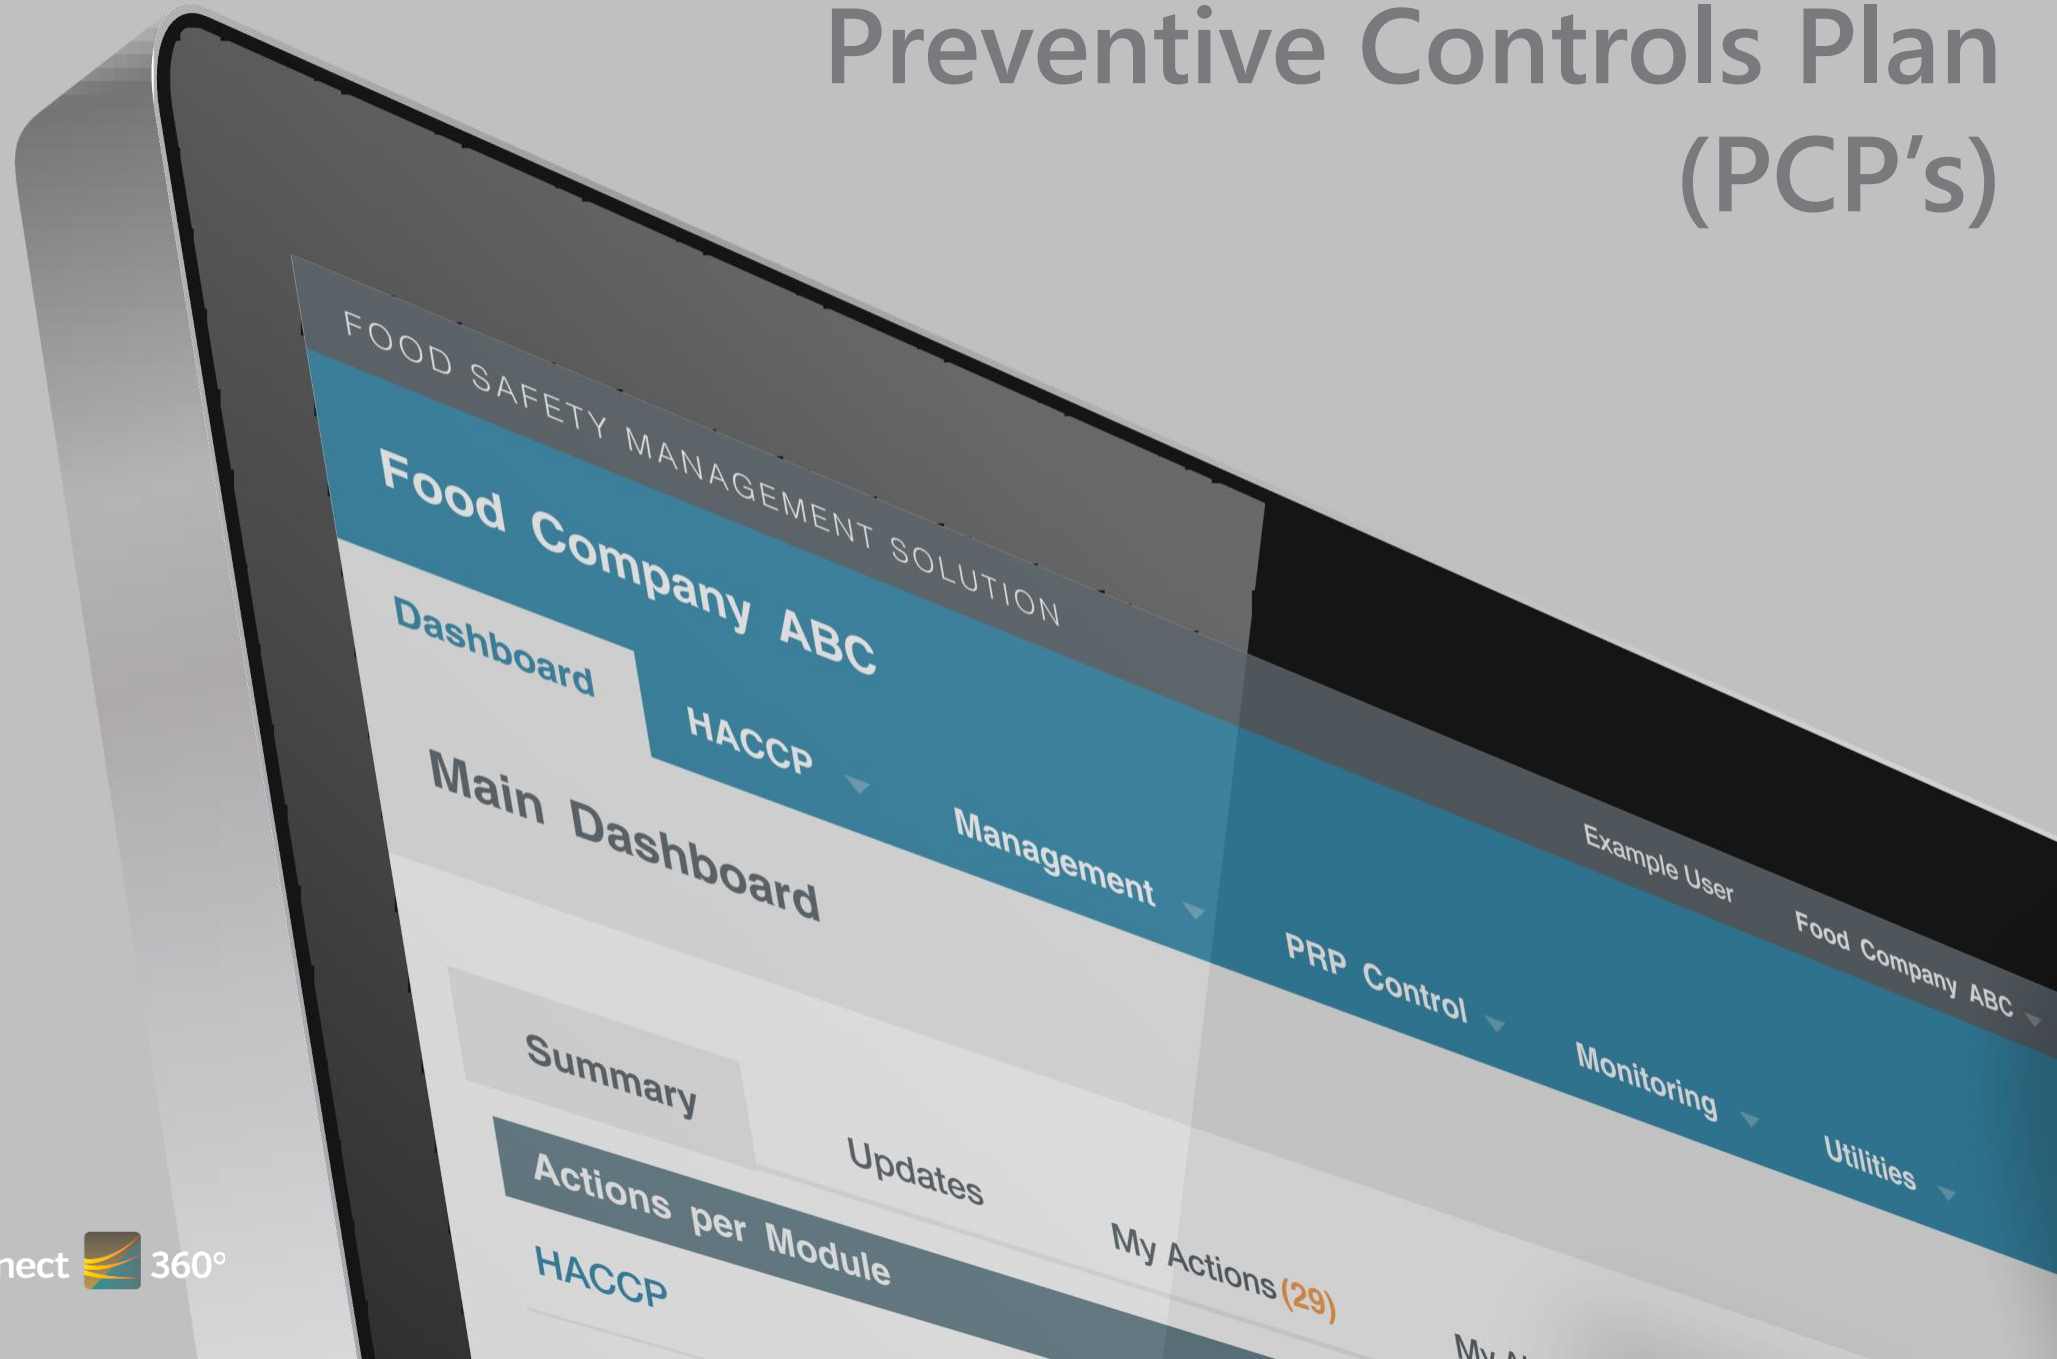 Preventive Controls Plan
(PCP's)
FOOD SAFETY MANAGEMENT SOLUTION
Example User
Food Company ABC
Food Company ABC
Dashboard
HACCP
Management
PRP Control
Monitoring
Utilities
Main Dashboard
Summary
Updates
My Actions (29)
My
Actions per Module
HACCP
360°